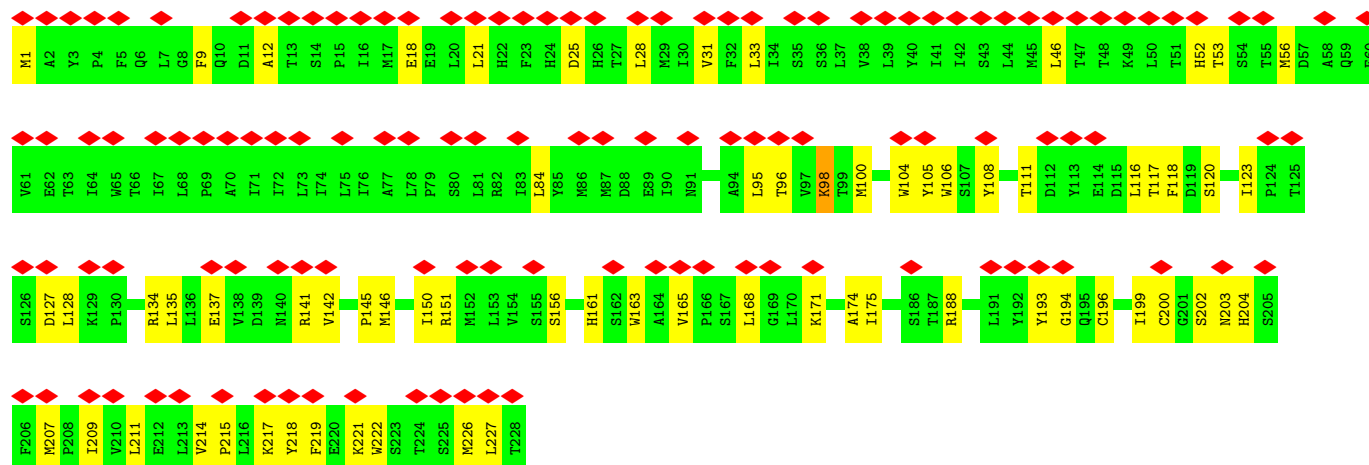 M1 A2 Y3 P4 F5 Q6 L7 G8 F9 Q10 D11 A12 T13 S14 P15 I16 M17 E18 E19 L20 L21 H22 F23 H24 D25 H26 T27 L28 M29 I30 V31 F32 L33 I34 S35 S36 L37 V38 L39 Y40 I41 I42 S43 L44 M45 L46 T47 T48 K49 L50 T51 H52 T53 S54 T55 M56 D57 A58 Q59
V61 E62 T63 I64 W65 T66 I67 L68 P69 A70 I71 I72 L73 I74 L75 I76 A77 L78 P79 S80 L81 R82 I83 L84 Y85 M86 M87 D88 E89 I90 N91 A94 L95 T96 V97 K98 T99 M100 W104 Y105 W106 S107 Y108 T111 D112 Y113 E114 D115 L116 T117 F118 D119 S120 I123 P124 T125
S126 D127 L128 K129 P130 R134 L135 L136 E137 V138 D139 N140 R141 V142 P145 M146 I150 R151 M152 L153 V154 S155 S156 H161 S162 W163 A164 V165 P166 S167 L168 G169 L170 K171 A174 I175 S186 T187 R188 L191 Y192 Y193 G194 Q195 C196 I199 C200 G201 S202 N203 H204 S205
F206 M207 P208 I209 V210 L211 E212 L213 V214 P215 L216 K217 Y218 F219 E220 K221 W222 S223 T224 S225 M226 L227 T228